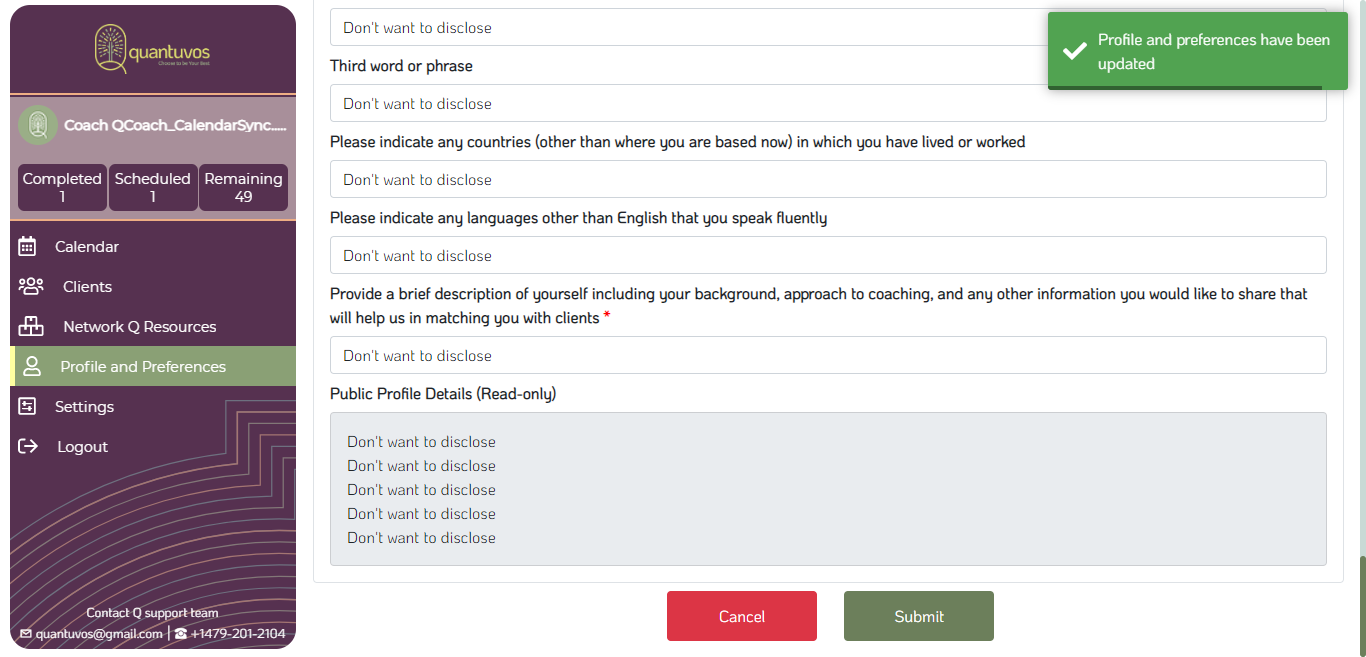 quantuvos
Choose to be Your Best
Coach QCoach_CalendarSync.....
Completed
1
Scheduled
1
Remaining
49
Calendar
Clients
Network Q Resources
Profile and Preferences
Settings
Logout
Contact Q support team
quantuvos@gmail.com | +1479-201-2104
Don't want to disclose
Third word or phrase
Don't want to disclose
Please indicate any countries (other than where you are based now) in which you have lived or worked
Don't want to disclose
Please indicate any languages other than English that you speak fluently
Don't want to disclose
Provide a brief description of yourself including your background, approach to coaching, and any other information you would like to share that
will help us in matching you with clients *
Don't want to disclose
Public Profile Details (Read-only)
Don't want to disclose
Don't want to disclose
Don't want to disclose
Don't want to disclose
Don't want to disclose
Cancel
Submit
Profile and preferences have been
updated